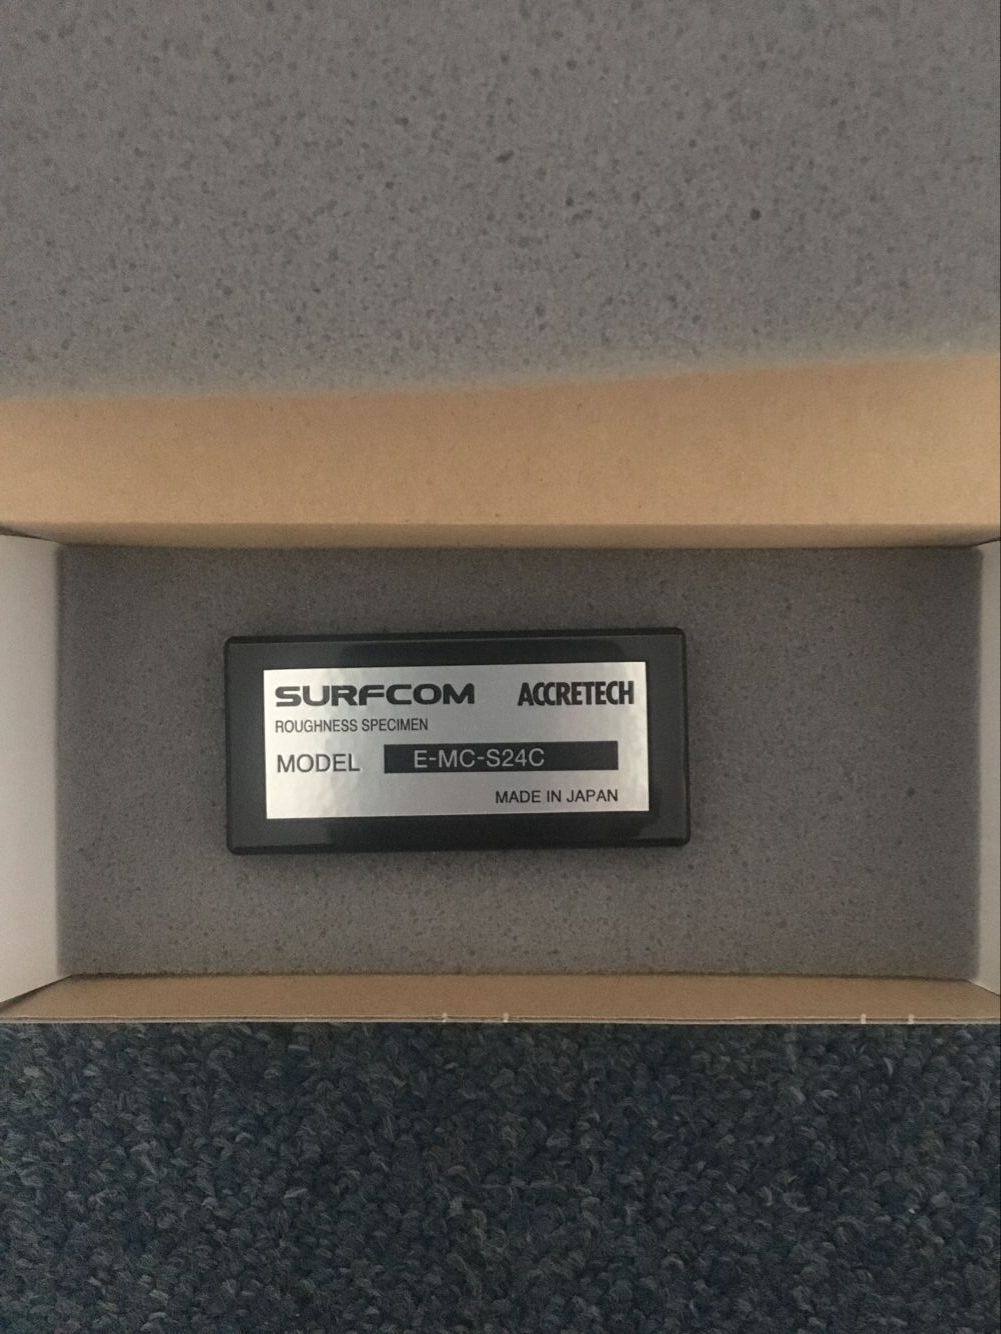 SURFCOM ACCRETECH
ROUGHNESS SPECIMEN
MODEL E-MC-S24C
MADE IN JAPAN